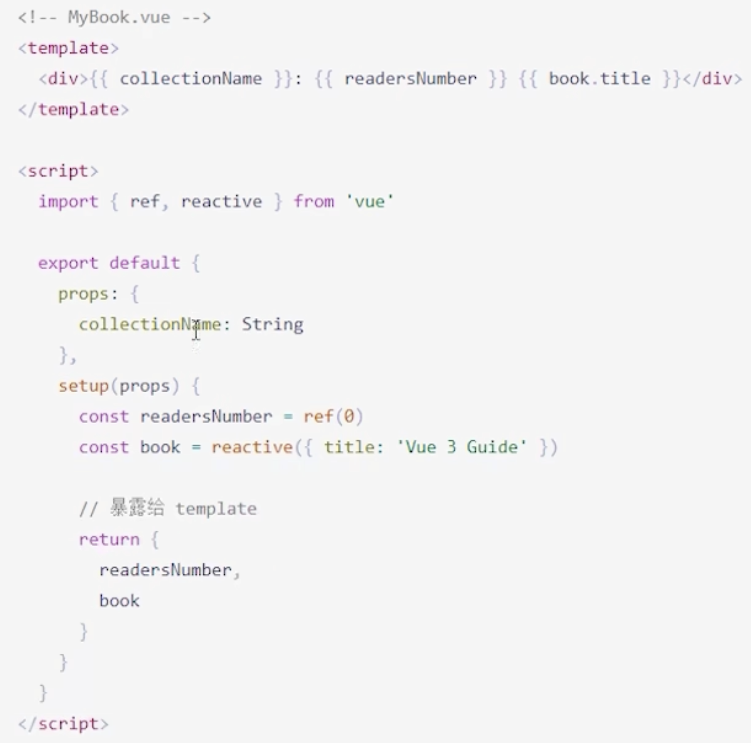 <!-- MyBook.vue -->
<template>
  <div>{{ collectionName }}: {{ readersNumber }} {{ book.title }}</div>
</template>

<script>
  import { ref, reactive } from 'vue'

  export default {
    props: {
      collectionName: String
    },
    setup(props) {
      const readersNumber = ref(0)
      const book = reactive({ title: 'Vue 3 Guide' })

      // 暴露给 template
      return {
        readersNumber,
        book
      }
    }
  }
</script>